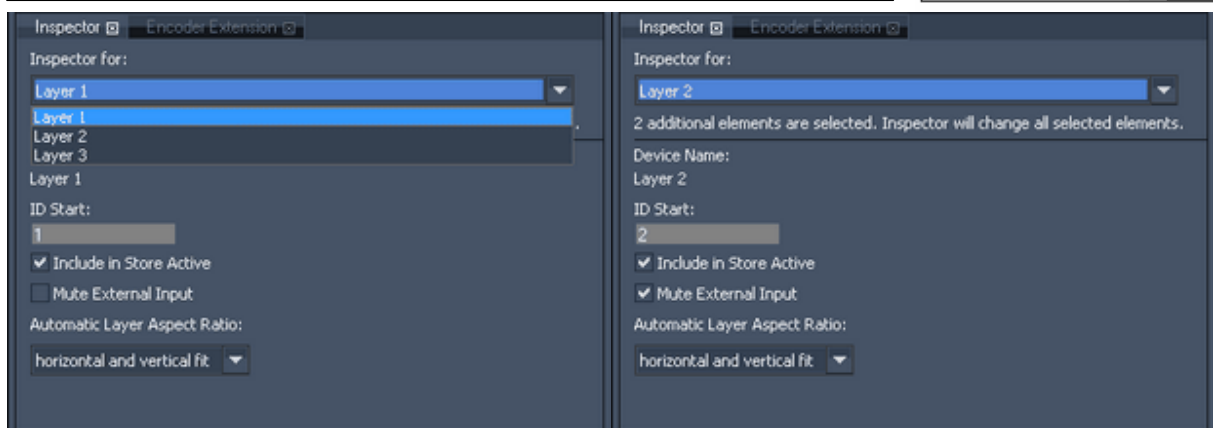 Inspector Encoder Extension
Inspector for:
Layer 1
Layer 1
Layer 2
Layer 3
.
Layer 1
ID Start:
1
Include in Store Active
Mute External Input
Automatic Layer Aspect Ratio:
horizontal and vertical fit
Inspector Encoder Extension
Inspector for:
Layer 2
2 additional elements are selected. Inspector will change all selected elements.
Device Name:
Layer 2
ID Start:
2
Include in Store Active
Mute External Input
Automatic Layer Aspect Ratio:
horizontal and vertical fit